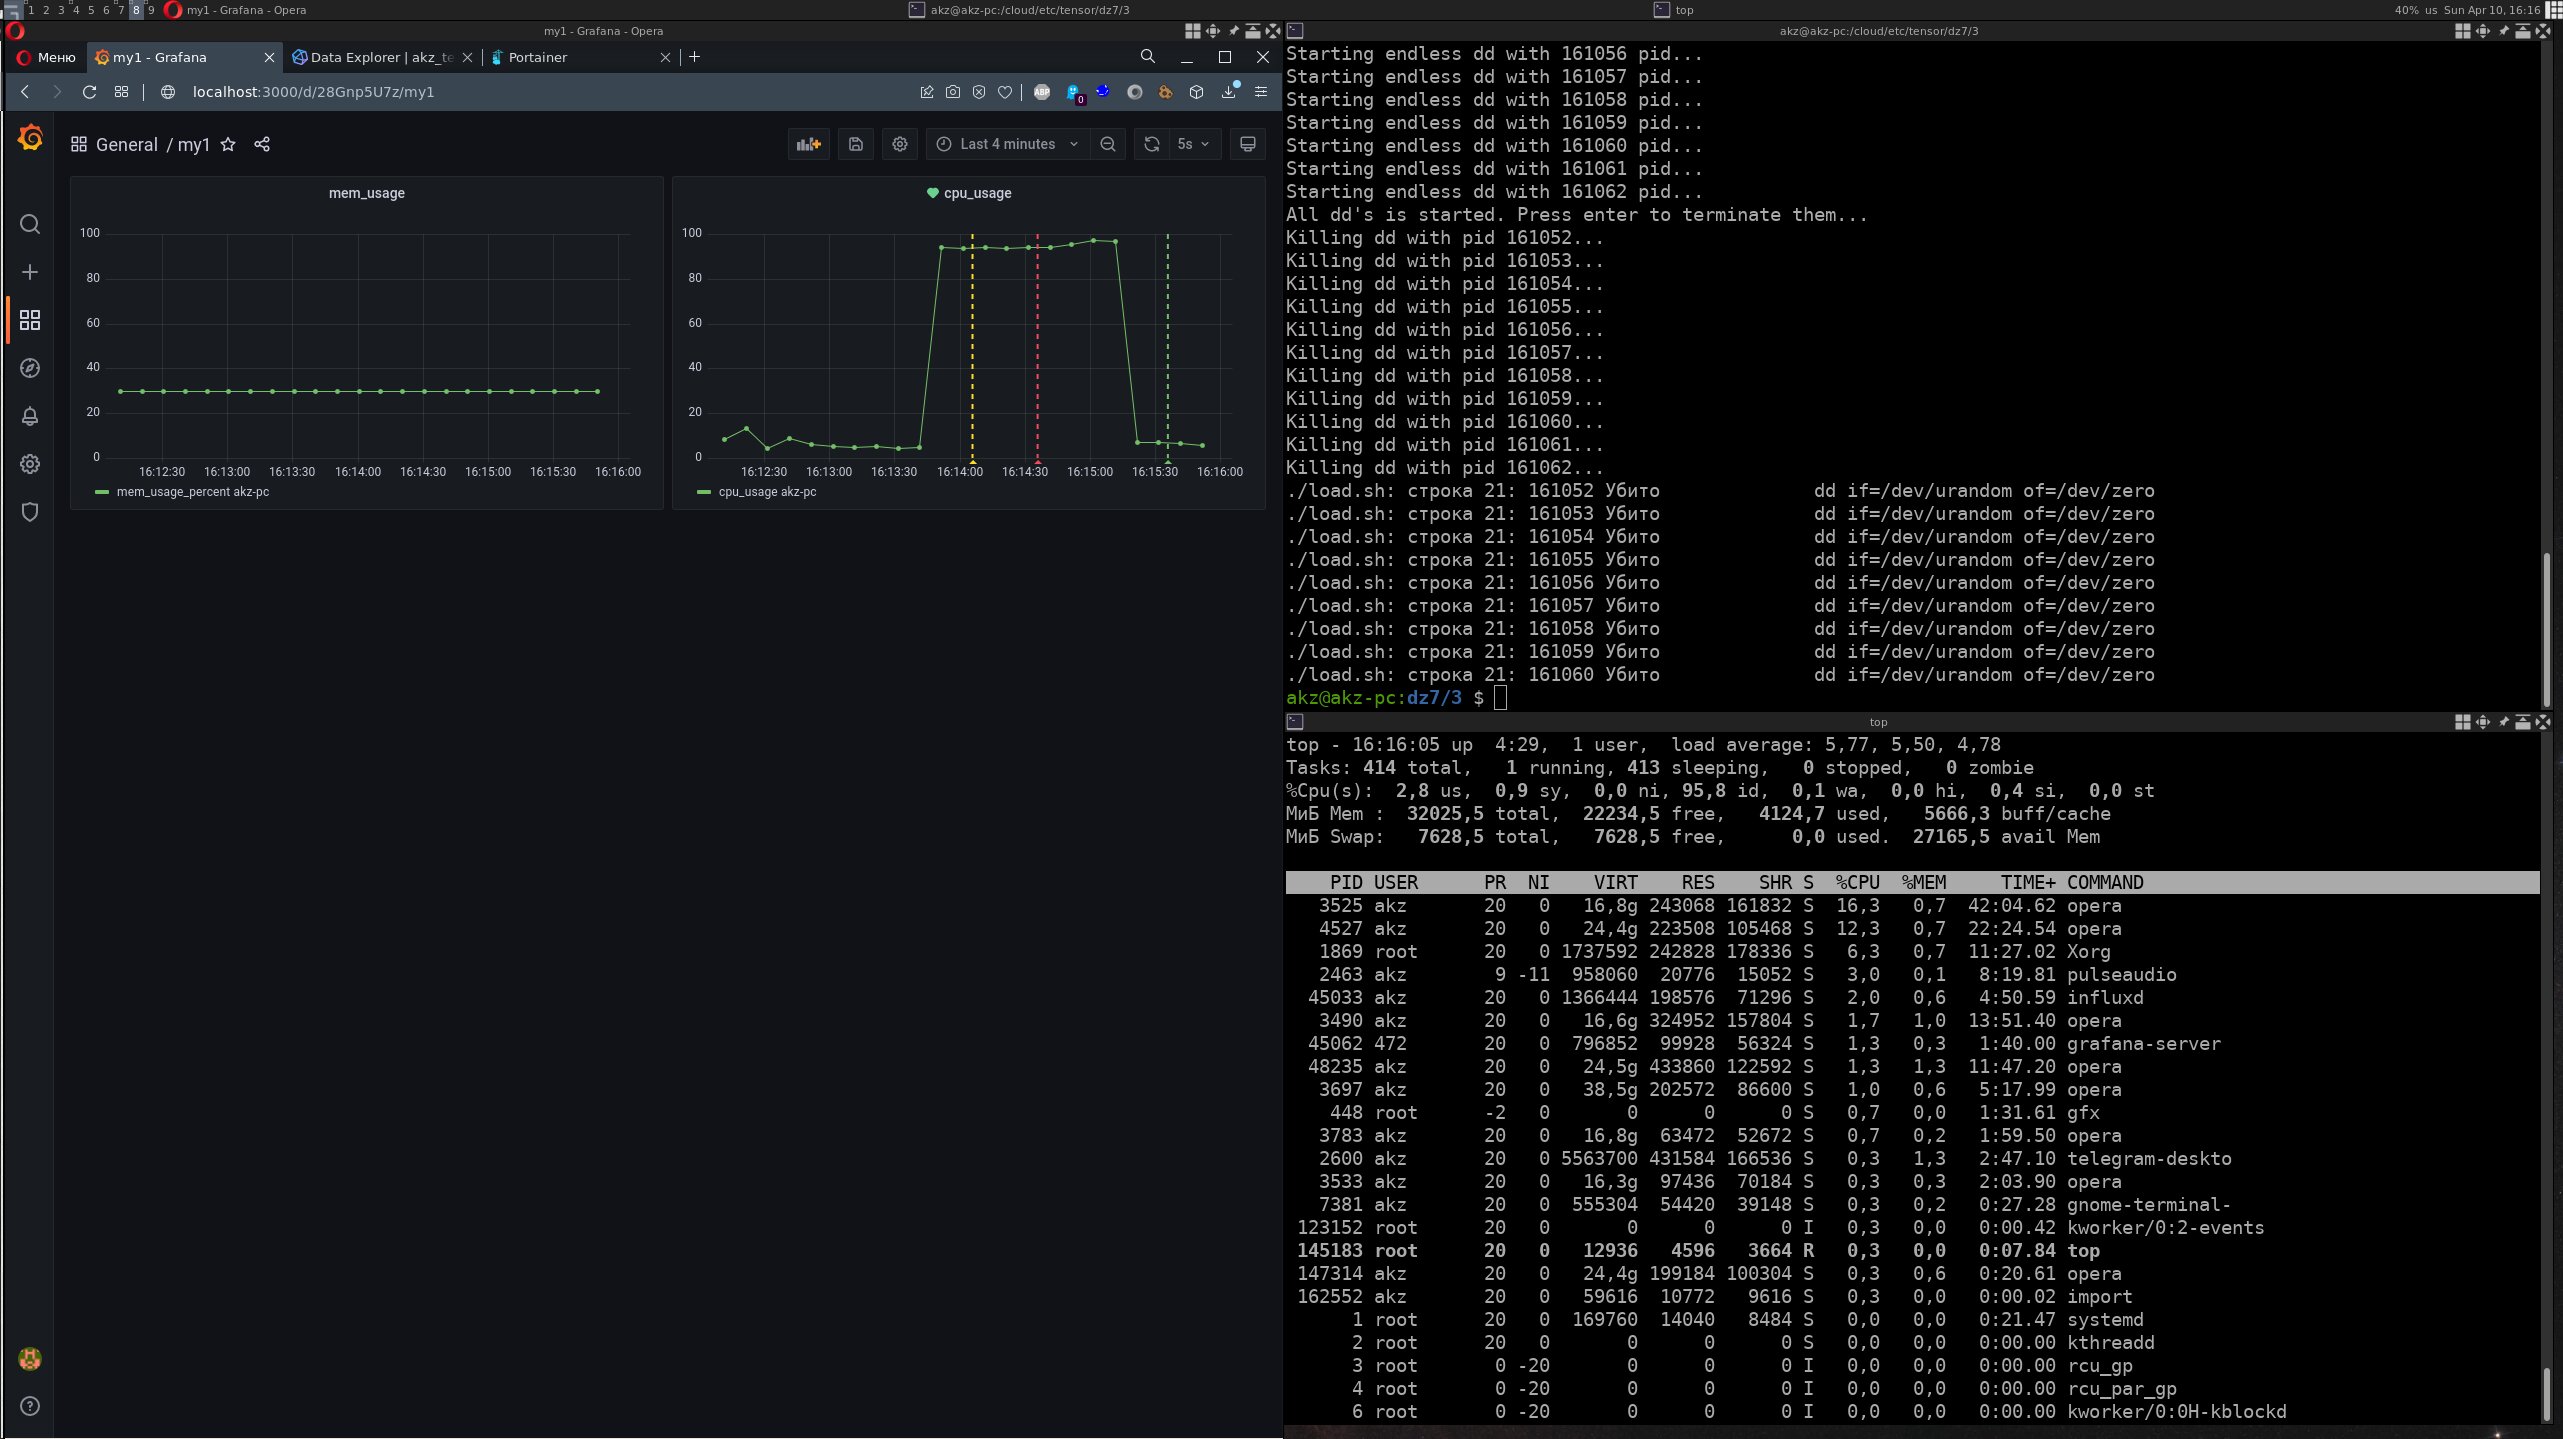 1 2 3 4 5 6 7 8 9 my1 - Grafana - Opera
akz@akz-pc:/cloud/etc/tensor/dz7/3
top
40% us Sun Apr 10, 16:16
my1 - Grafana - Opera
Меню
my1 - Grafana
Data Explorer | akz_te
Portainer
localhost:3000/d/28Gnp5U7z/my1
ABP
0
General / my1
Last 4 minutes
5s
mem_usage
100
80
60
40
20
0
16:12:30 16:13:00 16:13:30 16:14:00 16:14:30 16:15:00 16:15:30 16:16:00
mem_usage_percent akz-pc
cpu_usage
100
80
60
40
20
0
16:12:30 16:13:00 16:13:30 16:14:00 16:14:30 16:15:00 16:15:30 16:16:00
cpu_usage akz-pc
akz@akz-pc:/cloud/etc/tensor/dz7/3
Starting endless dd with 161056 pid...
Starting endless dd with 161057 pid...
Starting endless dd with 161058 pid...
Starting endless dd with 161059 pid...
Starting endless dd with 161060 pid...
Starting endless dd with 161061 pid...
Starting endless dd with 161062 pid...
All dd's is started. Press enter to terminate them...
Killing dd with pid 161052...
Killing dd with pid 161053...
Killing dd with pid 161054...
Killing dd with pid 161055...
Killing dd with pid 161056...
Killing dd with pid 161057...
Killing dd with pid 161058...
Killing dd with pid 161059...
Killing dd with pid 161060...
Killing dd with pid 161061...
Killing dd with pid 161062...
./load.sh: строка 21: 161052 Убито dd if=/dev/urandom of=/dev/zero
./load.sh: строка 21: 161053 Убито dd if=/dev/urandom of=/dev/zero
./load.sh: строка 21: 161054 Убито dd if=/dev/urandom of=/dev/zero
./load.sh: строка 21: 161055 Убито dd if=/dev/urandom of=/dev/zero
./load.sh: строка 21: 161056 Убито dd if=/dev/urandom of=/dev/zero
./load.sh: строка 21: 161057 Убито dd if=/dev/urandom of=/dev/zero
./load.sh: строка 21: 161058 Убито dd if=/dev/urandom of=/dev/zero
./load.sh: строка 21: 161059 Убито dd if=/dev/urandom of=/dev/zero
./load.sh: строка 21: 161060 Убито dd if=/dev/urandom of=/dev/zero
akz@akz-pc:dz7/3 $
top
top - 16:16:05 up 4:29, 1 user, load average: 5,77, 5,50, 4,78
Tasks: 414 total, 1 running, 413 sleeping, 0 stopped, 0 zombie
%Cpu(s): 2,8 us, 0,9 sy, 0,0 ni, 95,8 id, 0,1 wa, 0,0 hi, 0,4 si, 0,0 st
МиБ Mem : 32025,5 total, 22234,5 free, 4124,7 used, 5666,3 buff/cache
МиБ Swap: 7628,5 total, 7628,5 free, 0,0 used. 27165,5 avail Mem
PID USER PR NI VIRT RES SHR S %CPU %MEM TIME+ COMMAND
3525 akz 20 0 16,8g 243068 161832 S 16,3 0,7 42:04.62 opera
4527 akz 20 0 24,4g 223508 105468 S 12,3 0,7 22:24.54 opera
1869 root 20 0 1737592 242828 178336 S 6,3 0,7 11:27.02 Xorg
2463 akz 9 -11 958060 20776 15052 S 3,0 0,1 8:19.81 pulseaudio
45033 akz 20 0 1366444 198576 71296 S 2,0 0,6 4:50.59 influxd
3490 akz 20 0 16,6g 324952 157804 S 1,7 1,0 13:51.40 opera
45062 472 20 0 796852 99928 56324 S 1,3 0,3 1:40.00 grafana-server
48235 akz 20 0 24,5g 433860 122592 S 1,3 1,3 11:47.20 opera
3697 akz 20 0 38,5g 202572 86600 S 1,0 0,6 5:17.99 opera
448 root -2 0 0 0 0 S 0,7 0,0 1:31.61 gfx
3783 akz 20 0 16,8g 63472 52672 S 0,7 0,2 1:59.50 opera
2600 akz 20 0 5563700 431584 166536 S 0,3 1,3 2:47.10 telegram-deskto
3533 akz 20 0 16,3g 97436 70184 S 0,3 0,3 2:03.90 opera
7381 akz 20 0 555304 54420 39148 S 0,3 0,2 0:27.28 gnome-terminal-
123152 root 20 0 0 0 0 I 0,3 0,0 0:00.42 kworker/0:2-events
145183 root 20 0 12936 4596 3664 R 0,3 0,0 0:07.84 top
147314 akz 20 0 24,4g 199184 100304 S 0,3 0,6 0:20.61 opera
162552 akz 20 0 59616 10772 9616 S 0,3 0,0 0:00.02 import
1 root 20 0 169760 14040 8484 S 0,0 0,0 0:21.47 systemd
2 root 20 0 0 0 0 S 0,0 0,0 0:00.00 kthreadd
3 root 0 -20 0 0 0 I 0,0 0,0 0:00.00 rcu_gp
4 root 0 -20 0 0 0 I 0,0 0,0 0:00.00 rcu_par_gp
6 root 0 -20 0 0 0 I 0,0 0,0 0:00.00 kworker/0:0H-kblockd